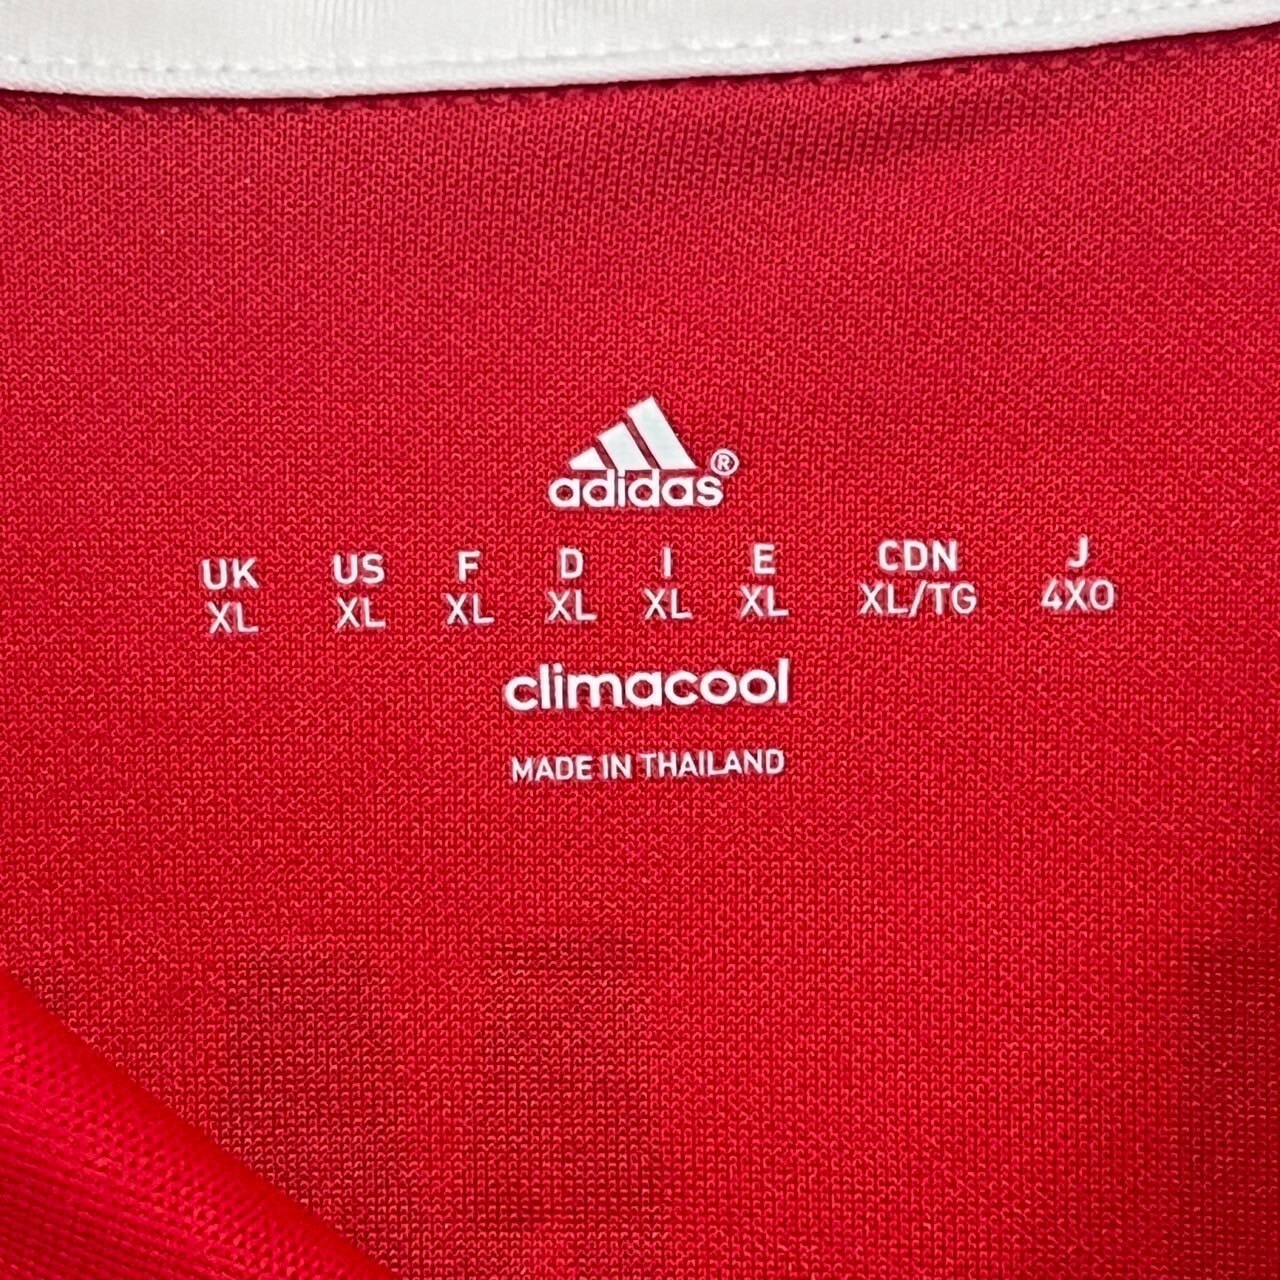 adidas®
UK US F D I E CDN J
XL XL XL XL XL XL XL/TG 4XO
climacool
MADE IN THAILAND